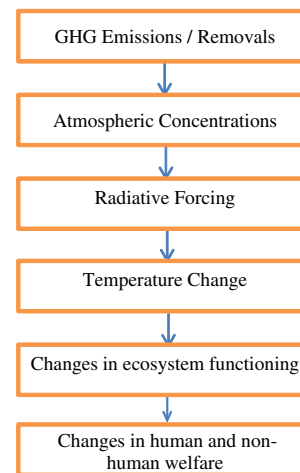 GHG Emissions / Removals
Atmospheric Concentrations
Radiative Forcing
Temperature Change
Changes in ecosystem functioning
Changes in human and non-
human welfare